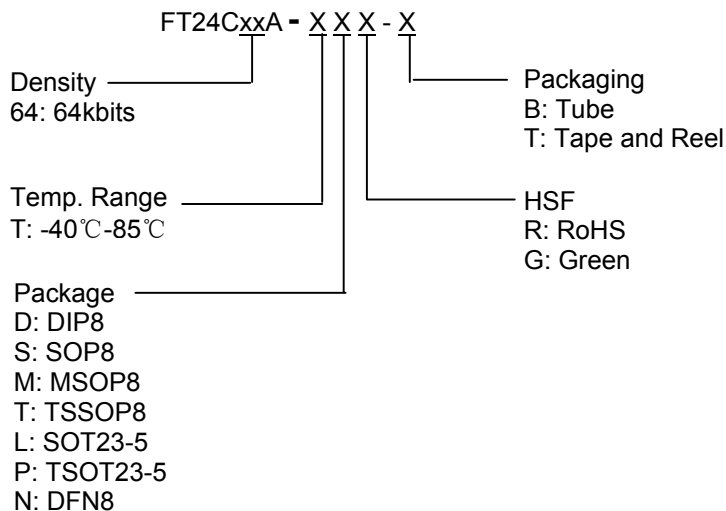 FT24CxxA - X X X - X
Density
64: 64kbits
Temp. Range
T: -40℃-85℃
Package
D: DIP8
S: SOP8
M: MSOP8
T: TSSOP8
L: SOT23-5
P: TSOT23-5
N: DFN8
Packaging
B: Tube
T: Tape and Reel
HSF
R: RoHS
G: Green